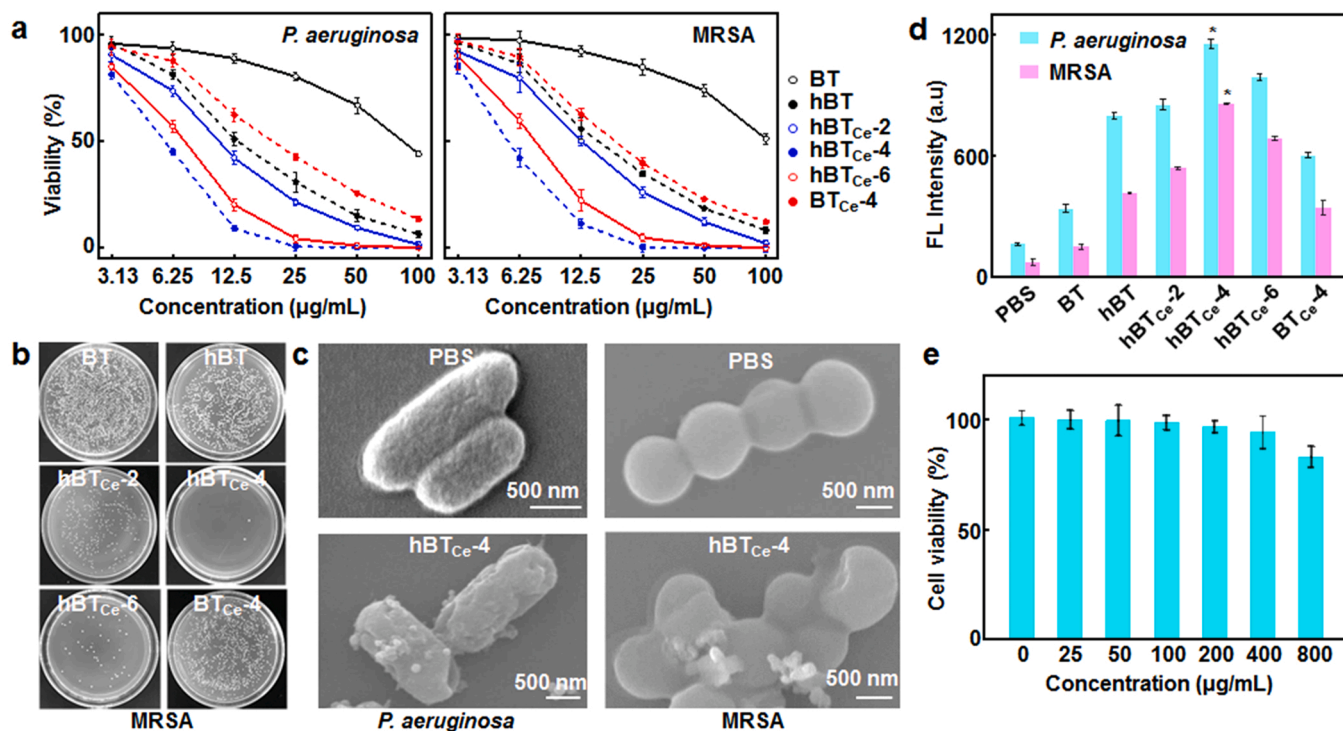 a
P. aeruginosa
MRSA
Viability (%)
100
50
0
3.13 6.25 12.5 25 50 100
3.13 6.25 12.5 25 50 100
Concentration (µg/mL)
Concentration (µg/mL)
BT
hBT
hBTCe-2
hBTCe-4
hBTCe-6
BTCe-4
b
BT
hBT
hBTCe-2
hBTCe-4
hBTCe-6
BTCe-4
MRSA
c
PBS
500 nm
PBS
500 nm
hBTCe-4
500 nm
hBTCe-4
500 nm
P. aeruginosa
MRSA
d
P. aeruginosa
MRSA
FL Intensity (a.u)
1200
600
0
* *
PBS
BT
hBT
hBTCe-2
hBTCe-4
hBTCe-6
BTCe-4
e
Cell viability (%)
100
50
0
0 25 50 100 200 400 800
Concentration (µg/mL)